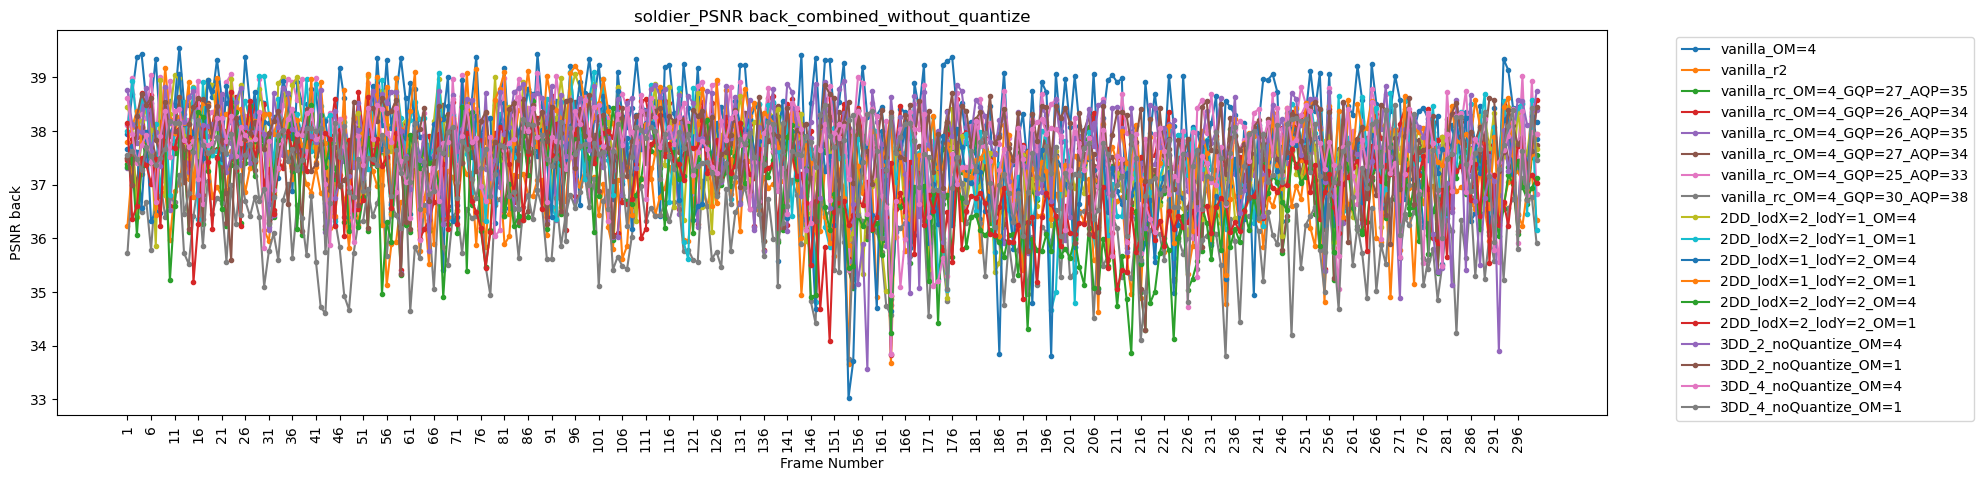 soldier_PSNR back_combined_without_quantize
PSNR back
39
38
37
36
35
34
33
1 6 11 16 21 26 31 36 41 46 51 56 61 66 71 76 81 86 91 96 101 106 111 116 121 126 131 136 141 146 151 156 161 166 171 176 181 186 191 196 201 206 211 216 221 226 231 236 241 246 251 256 261 266 271 276 281 286 291 296
Frame Number
vanilla_OM=4
vanilla_r2
vanilla_rc_OM=4_GQP=27_AQP=35
vanilla_rc_OM=4_GQP=26_AQP=34
vanilla_rc_OM=4_GQP=26_AQP=35
vanilla_rc_OM=4_GQP=27_AQP=34
vanilla_rc_OM=4_GQP=25_AQP=33
vanilla_rc_OM=4_GQP=30_AQP=38
2DD_lodX=2_lodY=1_OM=4
2DD_lodX=2_lodY=1_OM=1
2DD_lodX=1_lodY=2_OM=4
2DD_lodX=1_lodY=2_OM=1
2DD_lodX=2_lodY=2_OM=4
2DD_lodX=2_lodY=2_OM=1
3DD_2_noQuantize_OM=4
3DD_2_noQuantize_OM=1
3DD_4_noQuantize_OM=4
3DD_4_noQuantize_OM=1